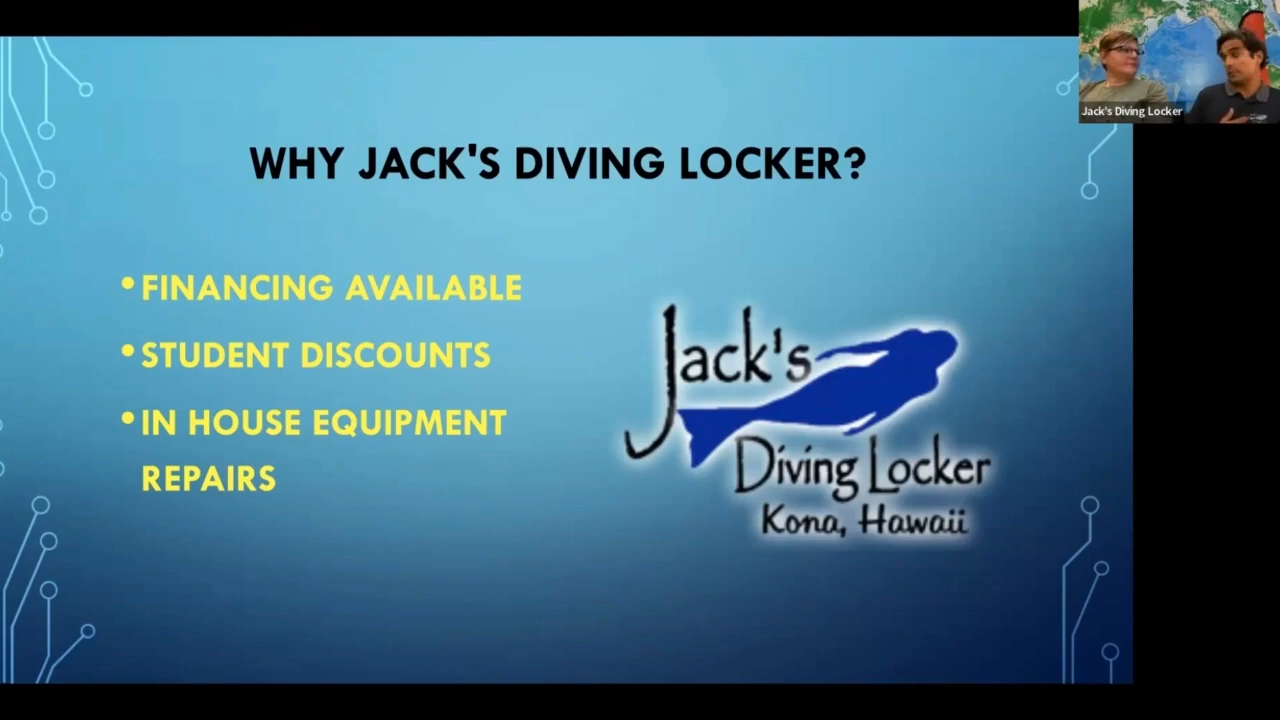 WHY JACK'S DIVING LOCKER?
• FINANCING AVAILABLE
• STUDENT DISCOUNTS
• IN HOUSE EQUIPMENT
REPAIRS
Jack's
Diving Locker
Kona, Hawaii
Jack's Diving Locker